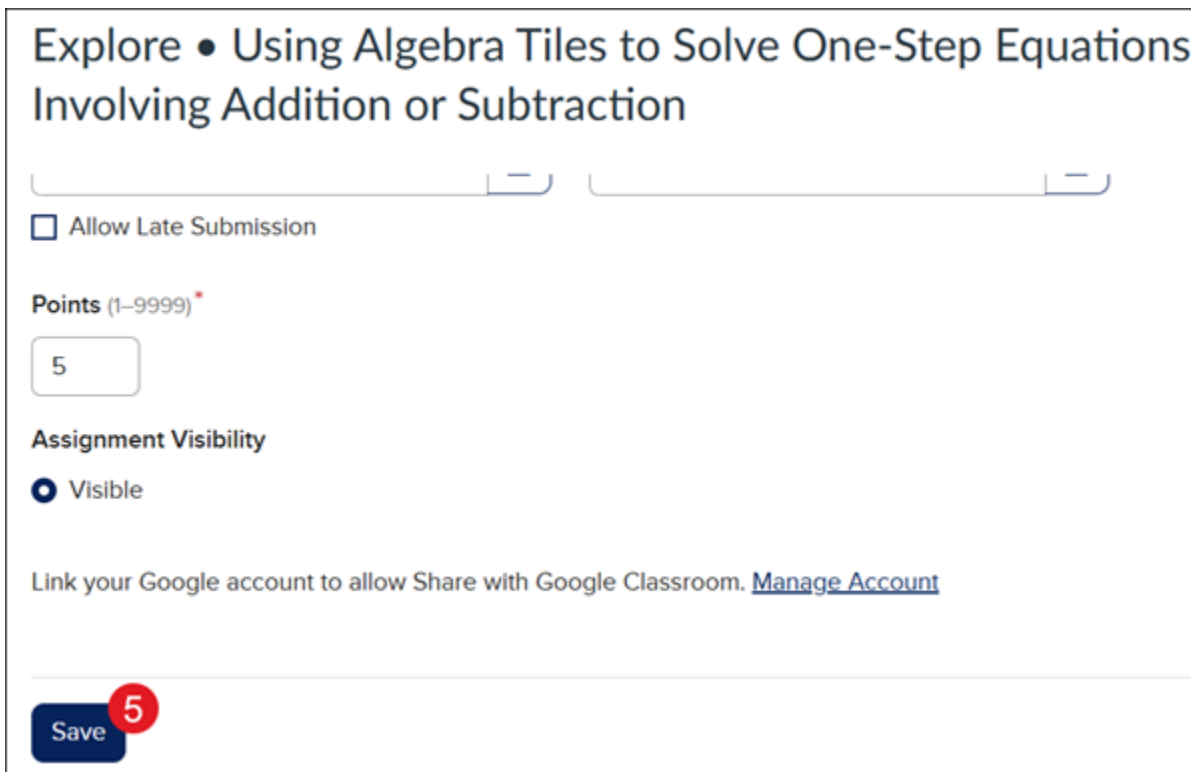 Explore • Using Algebra Tiles to Solve One-Step Equations
Involving Addition or Subtraction
Allow Late Submission
Points (1–9999)*
5
Assignment Visibility
Visible
Link your Google account to allow Share with Google Classroom. Manage Account
5
Save